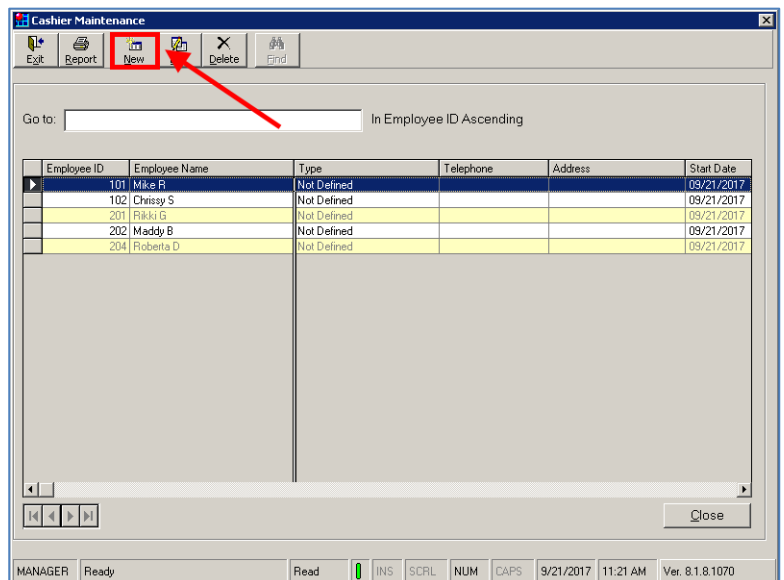 Cashier Maintenance
Exit Report New Delete Find
Go to: In Employee ID Ascending
Employee ID Employee Name Type Telephone Address Start Date
101 Mike R Not Defined 09/21/2017
102 Chrissy S Not Defined 09/21/2017
201 Rikki G Not Defined 09/21/2017
202 Maddy B Not Defined 09/21/2017
204 Roberta D Not Defined 09/21/2017
Close
MANAGER Ready Read INS SCRL NUM CAPS 9/21/2017 11:21 AM Ver. 8.1.8.1070